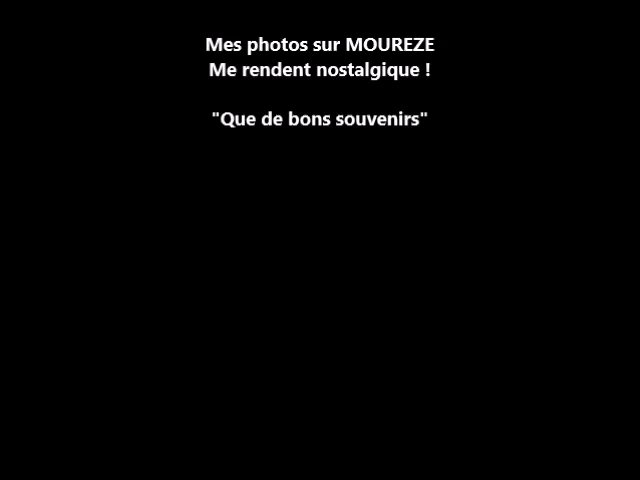 Mes photos sur MOUREZE
Me rendent nostalgique !
"Que de bons souvenirs"